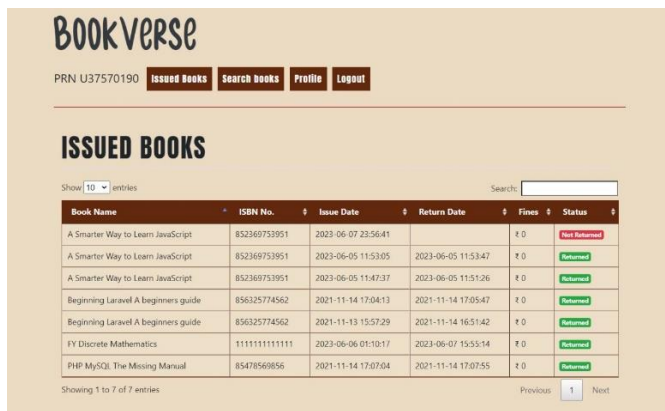 BOOKVERSE
PRN U37570190 Issued Books Search books Profile Logout
ISSUED BOOKS
Show 10 entries Search:
Book Name ISBN No. Issue Date Return Date Fines Status
A Smarter Way to Learn JavaScript 852369753951 2023-06-07 23:56:41 ₹ 0 Not Returned
A Smarter Way to Learn JavaScript 852369753951 2023-06-05 11:53:05 2023-06-05 11:53:47 ₹ 0 Returned
A Smarter Way to Learn JavaScript 852369753951 2023-06-05 11:47:37 2023-06-05 11:51:26 ₹ 0 Returned
Beginning Laravel A beginners guide 856325774562 2021-11-14 17:04:13 2021-11-14 17:05:47 ₹ 0 Returned
Beginning Laravel A beginners guide 856325774562 2021-11-13 15:57:29 2021-11-14 16:51:42 ₹ 0 Returned
FY Discrete Mathematics 1111111111111 2023-06-06 01:10:17 2023-06-07 15:55:14 ₹ 0 Returned
PHP MySQL The Missing Manual 85478569856 2021-11-14 17:07:04 2021-11-14 17:07:55 ₹ 0 Returned
Showing 1 to 7 of 7 entries Previous 1 Next